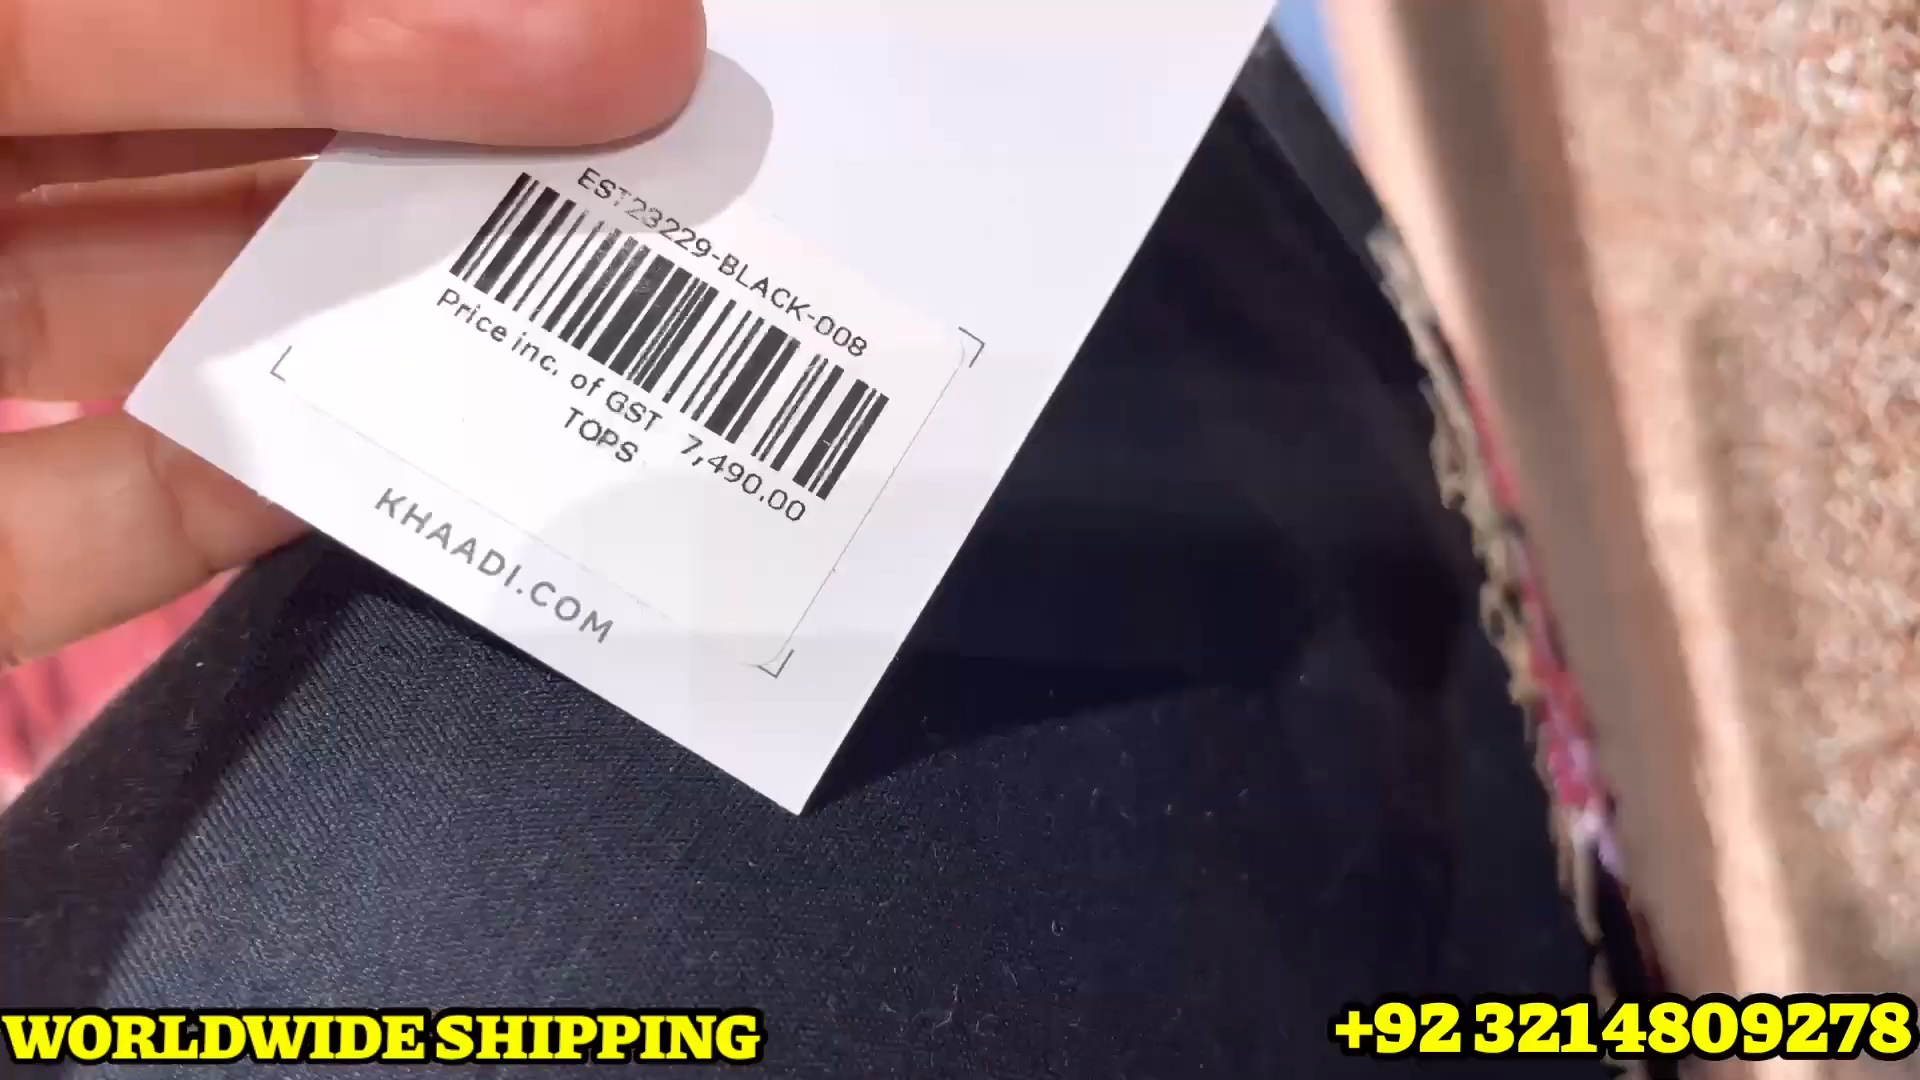 EST23229-BLACK-008
Price inc. of GST 7,490.00
TOPS
KHAADI.COM
WORLDWIDE SHIPPING
+92 3214809278